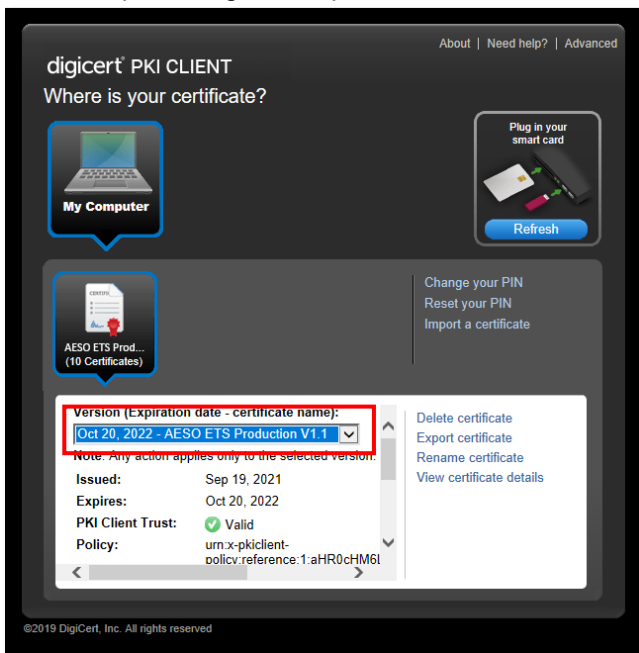 About | Need help? | Advanced
digicert® PKI CLIENT
Where is your certificate?
My Computer
Plug in your
smart card
Refresh
AESO ETS Prod...
(10 Certificates)
Change your PIN
Reset your PIN
Import a certificate
Version (Expiration date - certificate name):
Oct 20, 2022 - AESO ETS Production V1.1
Note: Any action applies only to the selected version.
Issued: Sep 19, 2021
Expires: Oct 20, 2022
PKI Client Trust: Valid
Policy: urn:x-pkiclient-
policy:reference:1:aHR0cHM6L
Delete certificate
Export certificate
Rename certificate
View certificate details
©2019 DigiCert, Inc. All rights reserved